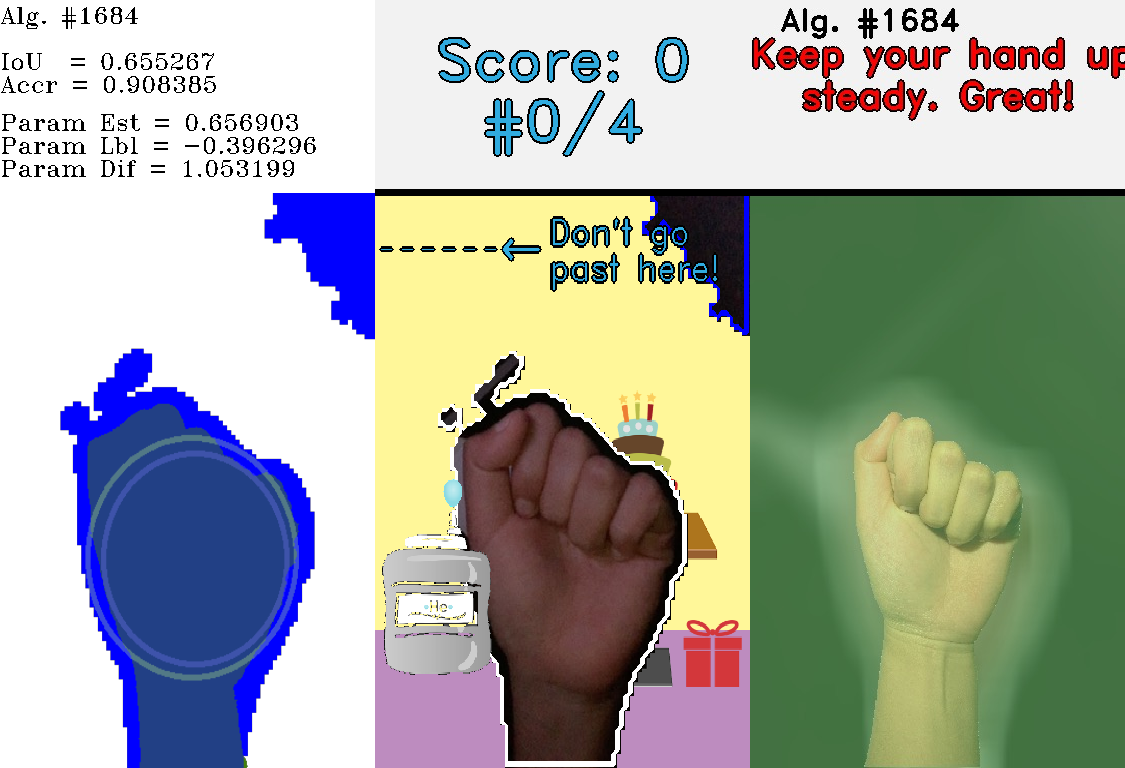 Alg. #1684
IoU = 0.655267
Accr = 0.908385
Param Est = 0.656903
Param Lbl = −0.396296
Param Dif = 1.053199
Score: 0
#0/4
Alg. #1684
Keep your hand up
steady. Great!
Don't go
past here!